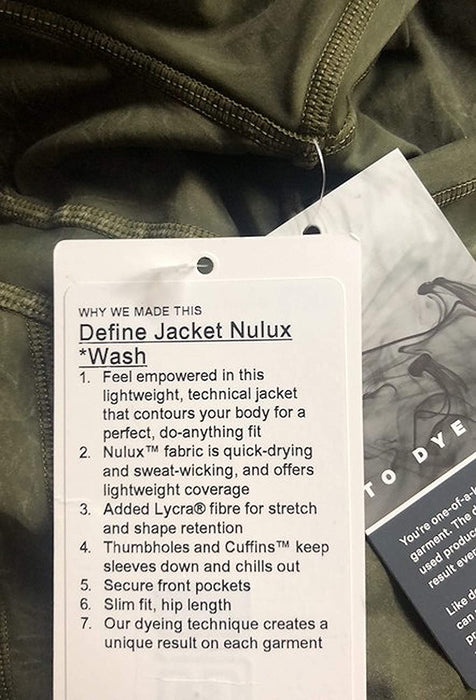 WHY WE MADE THIS
Define Jacket Nulux
*Wash
1. Feel empowered in this
lightweight, technical jacket
that contours your body for a
perfect, do-anything fit
2. Nulux™ fabric is quick-drying
and sweat-wicking, and offers
lightweight coverage
3. Added Lycra® fibre for stretch
and shape retention
4. Thumbholes and Cuffins™ keep
sleeves down and chills out
5. Secure front pockets
6. Slim fit, hip length
7. Our dyeing technique creates a
unique result on each garment
TO DYE
You're one-of-a-k
garment. The d
used produc
result ever
Like de
can
pr